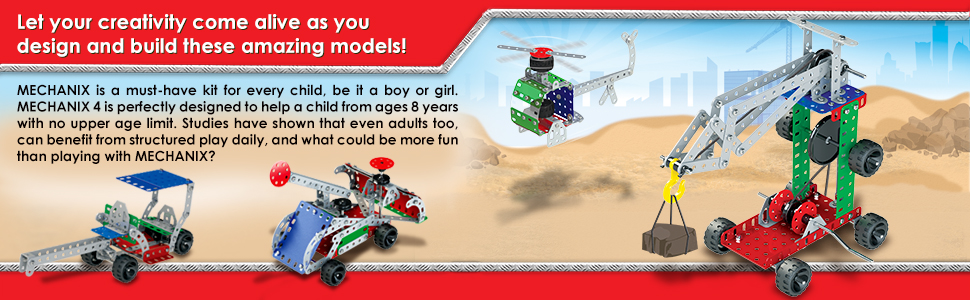 Let your creativity come alive as you
design and build these amazing models!
MECHANIX is a must-have kit for every child, be it a boy or girl.
MECHANIX 4 is perfectly designed to help a child from ages 8 years
with no upper age limit. Studies have shown that even adults too,
can benefit from structured play daily, and what could be more fun
than playing with MECHANIX?